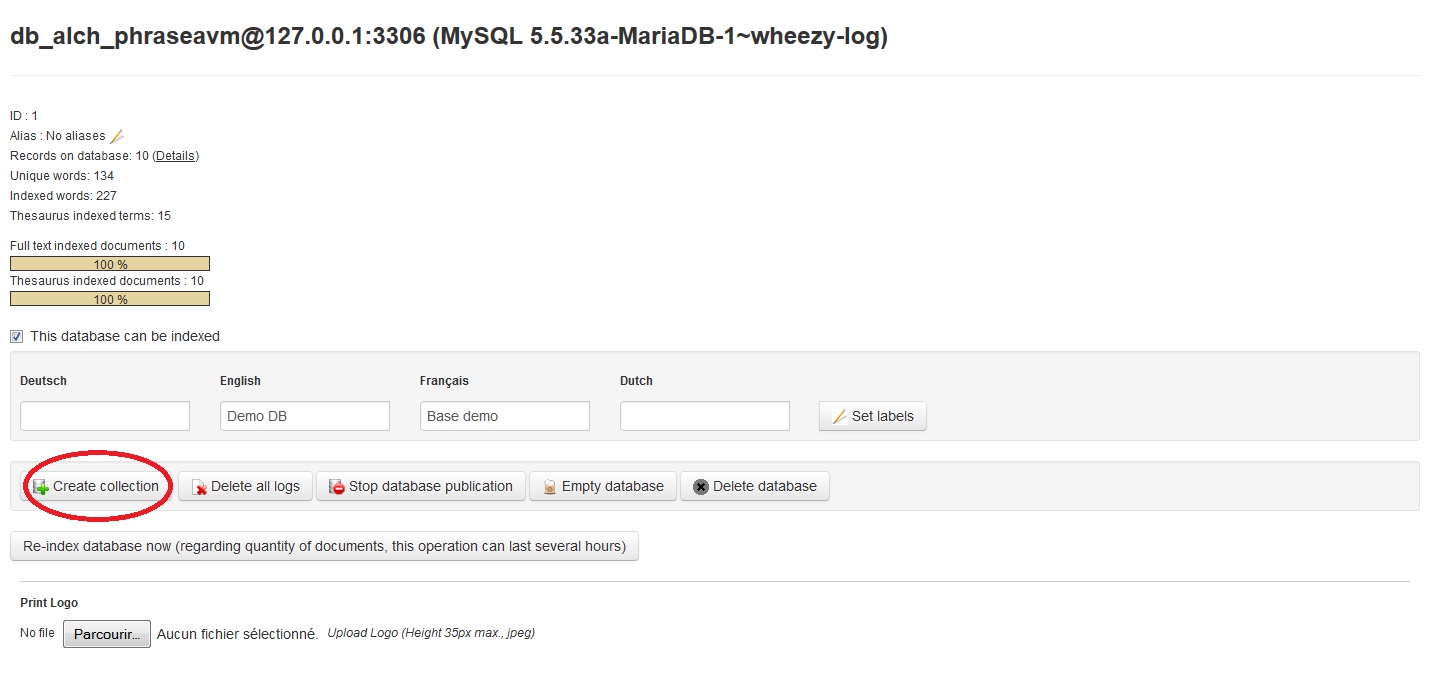 db_alch_phraseavm@127.0.0.1:3306 (MySQL 5.5.33a-MariaDB-1~wheezy-log)
ID : 1
Alias : No aliases
Records on database: 10 (Details)
Unique words: 134
Indexed words: 227
Thesaurus indexed terms: 15
Full text indexed documents : 10
100 %
Thesaurus indexed documents : 10
100 %
This database can be indexed
Deutsch English Français Dutch
Demo DB Base demo Set labels
Create collection Delete all logs Stop database publication Empty database Delete database
Re-index database now (regarding quantity of documents, this operation can last several hours)
Print Logo
No file Parcourir... Aucun fichier sélectionné. Upload Logo (Height 35px max., jpeg)